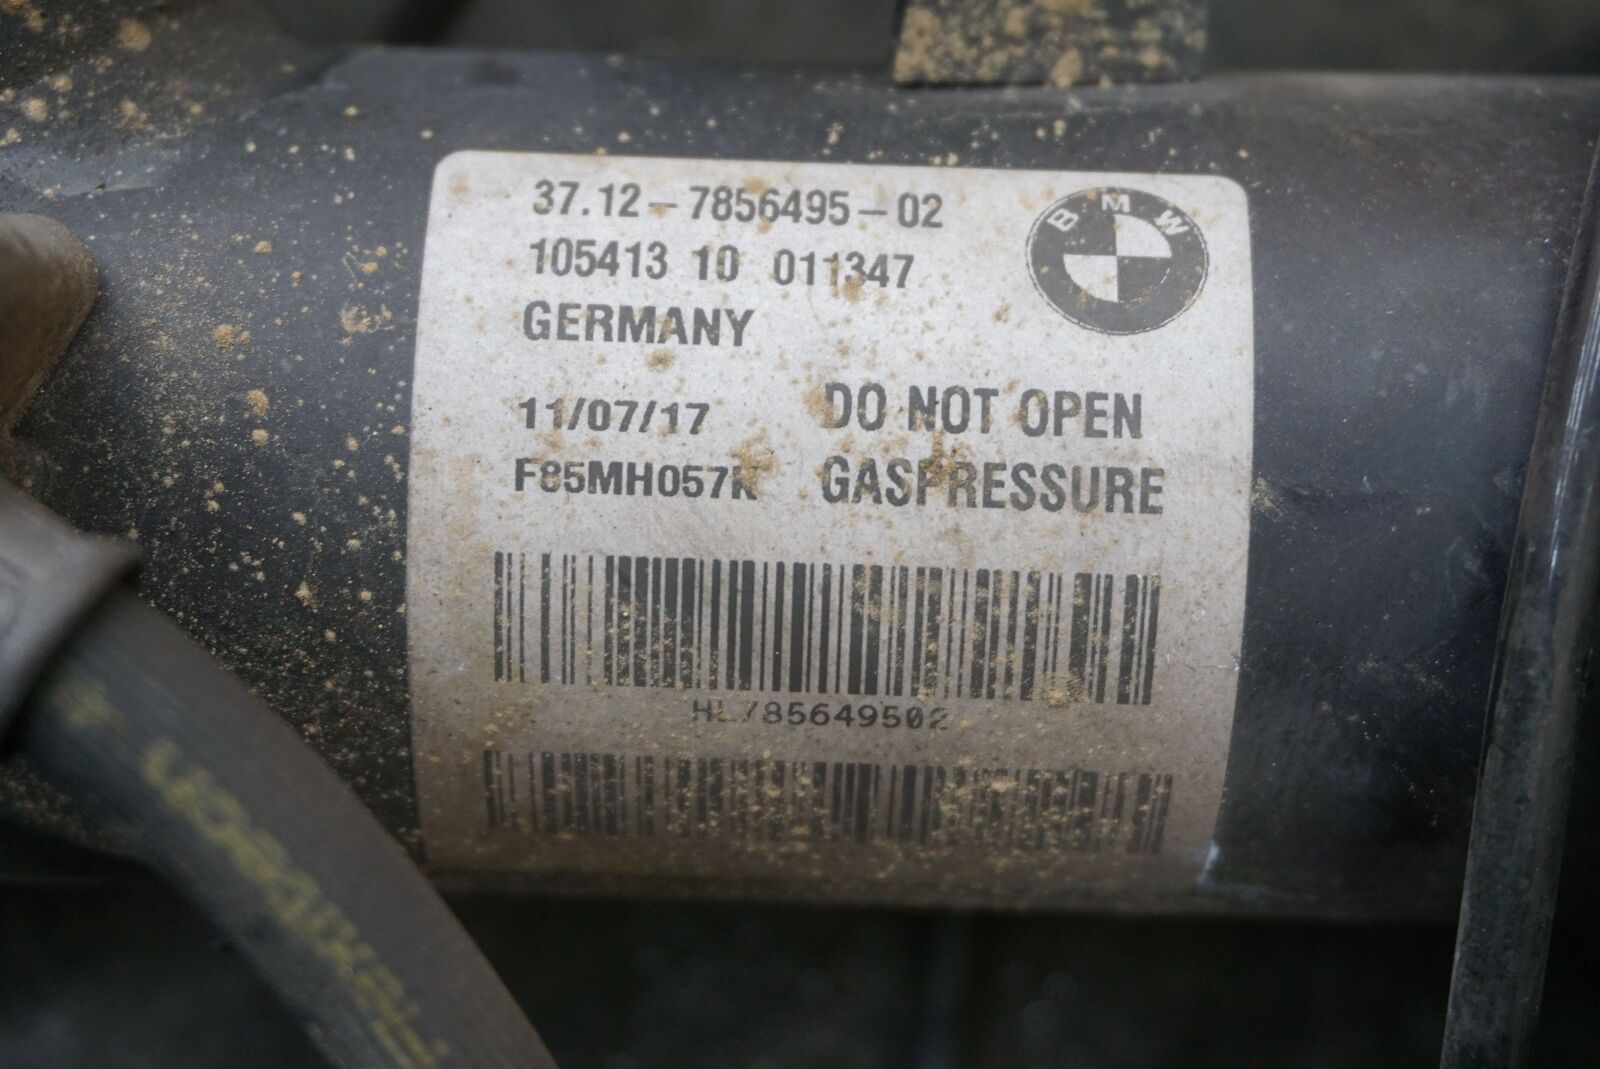 37.12-7856495-02
105413 10 011347
GERMANY
BMW
11/07/17
DO NOT OPEN
F85MH057K
GASPRESSURE
HL785649502